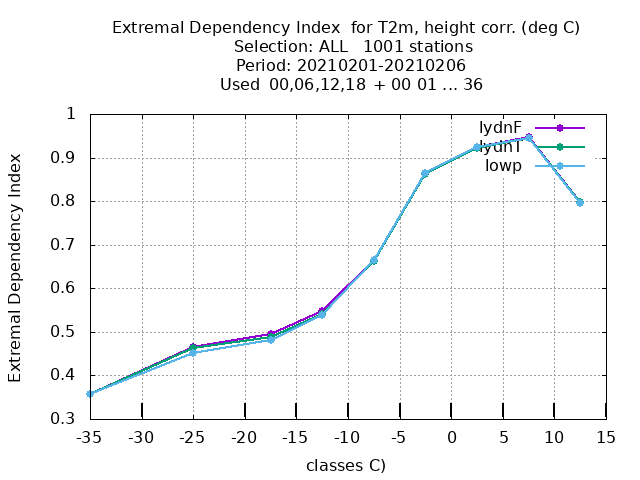 Extremal Dependency Index  for T2m, height corr. (deg C)
Selection: ALL   1001 stations
Period: 20210201-20210206
Used  00,06,12,18  + 00 01 ... 36
Extremal Dependency Index
1
0.9
0.8
0.7
0.6
0.5
0.4
0.3
lydnF
lydnT
lowp
-35 -30 -25 -20 -15 -10 -5 0 5 10 15
classes C)